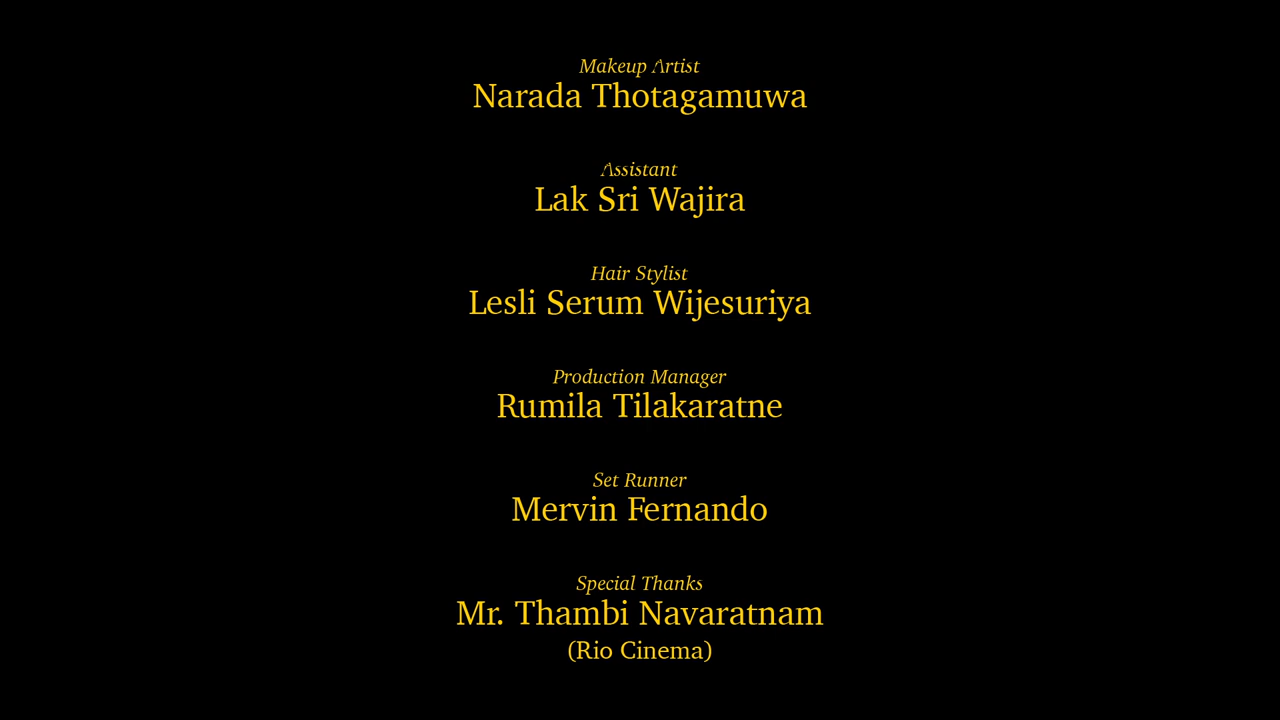 Makeup Artist
Narada Thotagamuwa
Assistant
Lak Sri Wajira
Hair Stylist
Lesli Serum Wijesuriya
Production Manager
Rumila Tilakaratne
Set Runner
Mervin Fernando
Special Thanks
Mr. Thambi Navaratnam
(Rio Cinema)